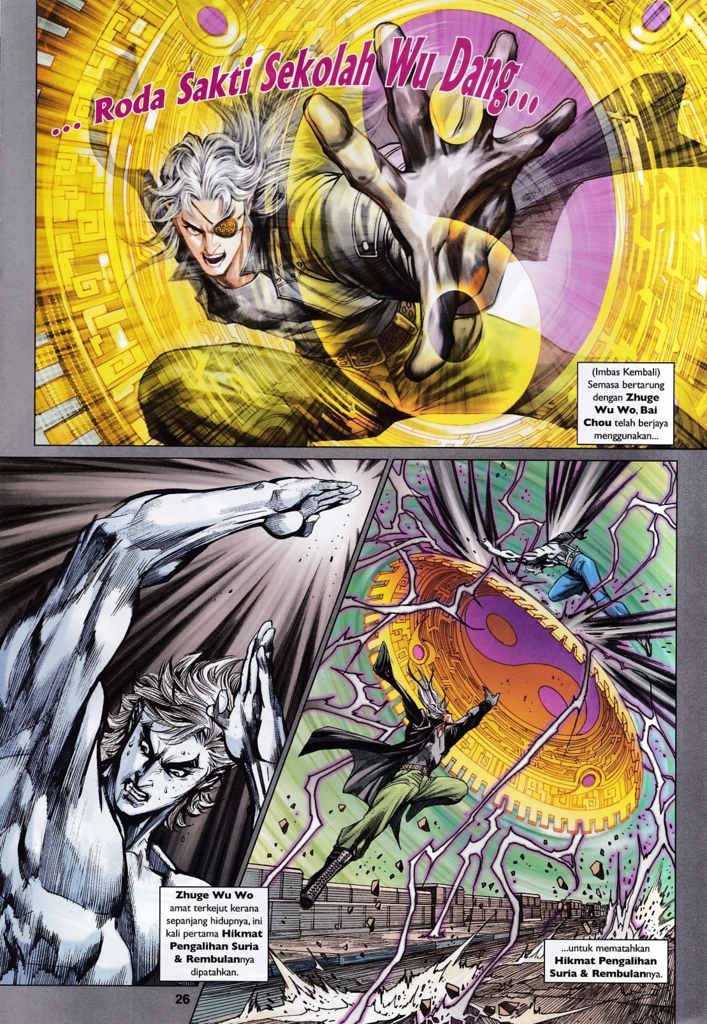 ... Roda Sakti Sekolah Wu Dang...
(Imbas Kembali)
Semasa bertarung
dengan Zhuge
Wu Wo, Bai
Chou telah berjaya
menggunakan...
Zhuge Wu Wo
amat terkejut kerana
sepanjang hidupnya, ini
kali pertama Hikmat
Pengalihan Suria
& Rembulannya
dipatahkan.
...untuk mematahkan
Hikmat Pengalihan
Suria & Rembulannya.
26